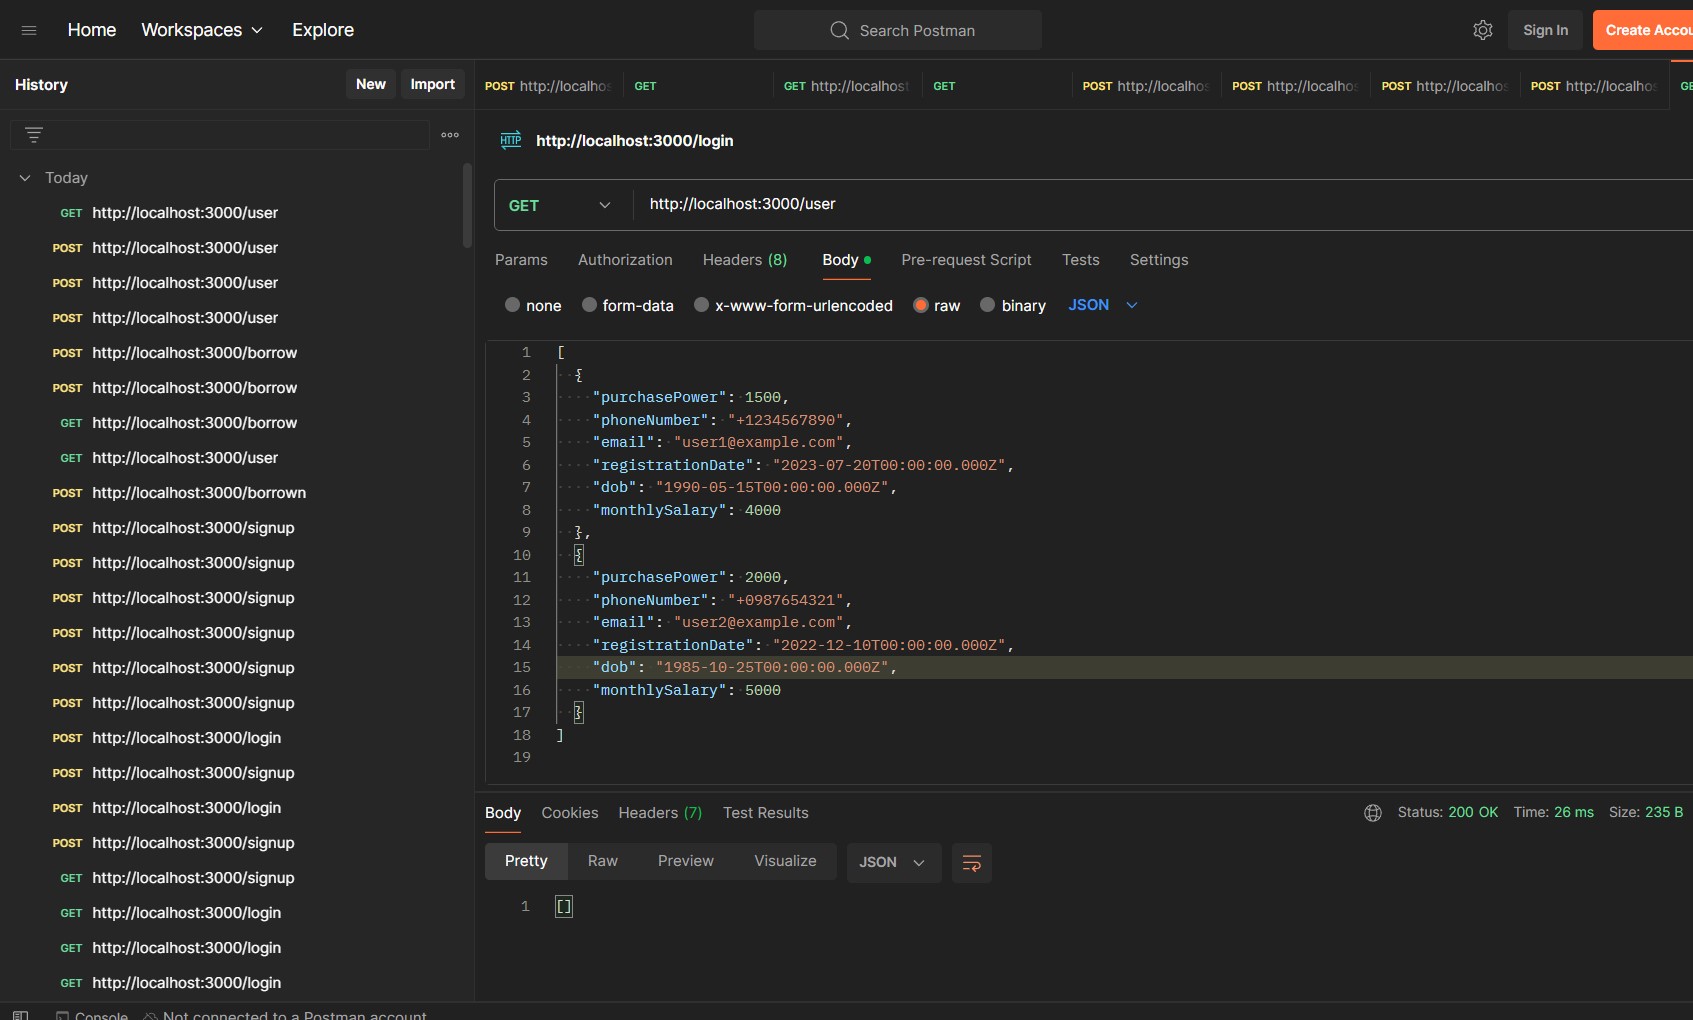 Home Workspaces Explore Search Postman Sign In Create Accou
History New Import
POST http://localhos GET GET http://localhost GET POST http://localhos POST http://localhos POST http://localhos POST http://localhos GE
HTTP http://localhost:3000/login
Today
GET http://localhost:3000/user
POST http://localhost:3000/user
POST http://localhost:3000/user
POST http://localhost:3000/user
POST http://localhost:3000/borrow
POST http://localhost:3000/borrow
GET http://localhost:3000/borrow
GET http://localhost:3000/user
POST http://localhost:3000/borrown
POST http://localhost:3000/signup
POST http://localhost:3000/signup
POST http://localhost:3000/signup
POST http://localhost:3000/signup
POST http://localhost:3000/signup
POST http://localhost:3000/signup
POST http://localhost:3000/login
POST http://localhost:3000/signup
POST http://localhost:3000/login
POST http://localhost:3000/signup
GET http://localhost:3000/signup
GET http://localhost:3000/login
GET http://localhost:3000/login
GET http://localhost:3000/login
GET http://localhost:3000/user
Params Authorization Headers (8) Body Pre-request Script Tests Settings
none form-data x-www-form-urlencoded raw binary JSON
1 [
2 {
3 "purchasePower": 1500,
4 "phoneNumber": "+1234567890",
5 "email": "user1@example.com",
6 "registrationDate": "2023-07-20T00:00:00.000Z",
7 "dob": "1990-05-15T00:00:00.000Z",
8 "monthlySalary": 4000
9 },
10 {
11 "purchasePower": 2000,
12 "phoneNumber": "+0987654321",
13 "email": "user2@example.com",
14 "registrationDate": "2022-12-10T00:00:00.000Z",
15 "dob": "1985-10-25T00:00:00.000Z",
16 "monthlySalary": 5000
17 }
18 ]
19
Body Cookies Headers (7) Test Results Status: 200 OK Time: 26 ms Size: 235 B
Pretty Raw Preview Visualize JSON
1 []
Console Not connected to a Postman account